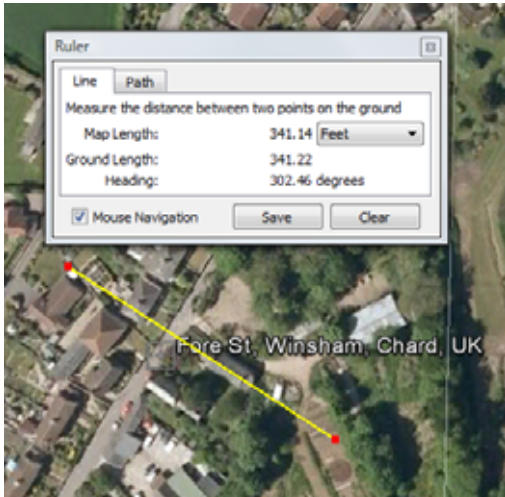 Ruler
Line Path
Measure the distance between two points on the ground
Map Length: 341.14 Feet
Ground Length: 341.22
Heading: 302.46 degrees
Mouse Navigation Save Clear
Fore St, Winsham, Chard, UK